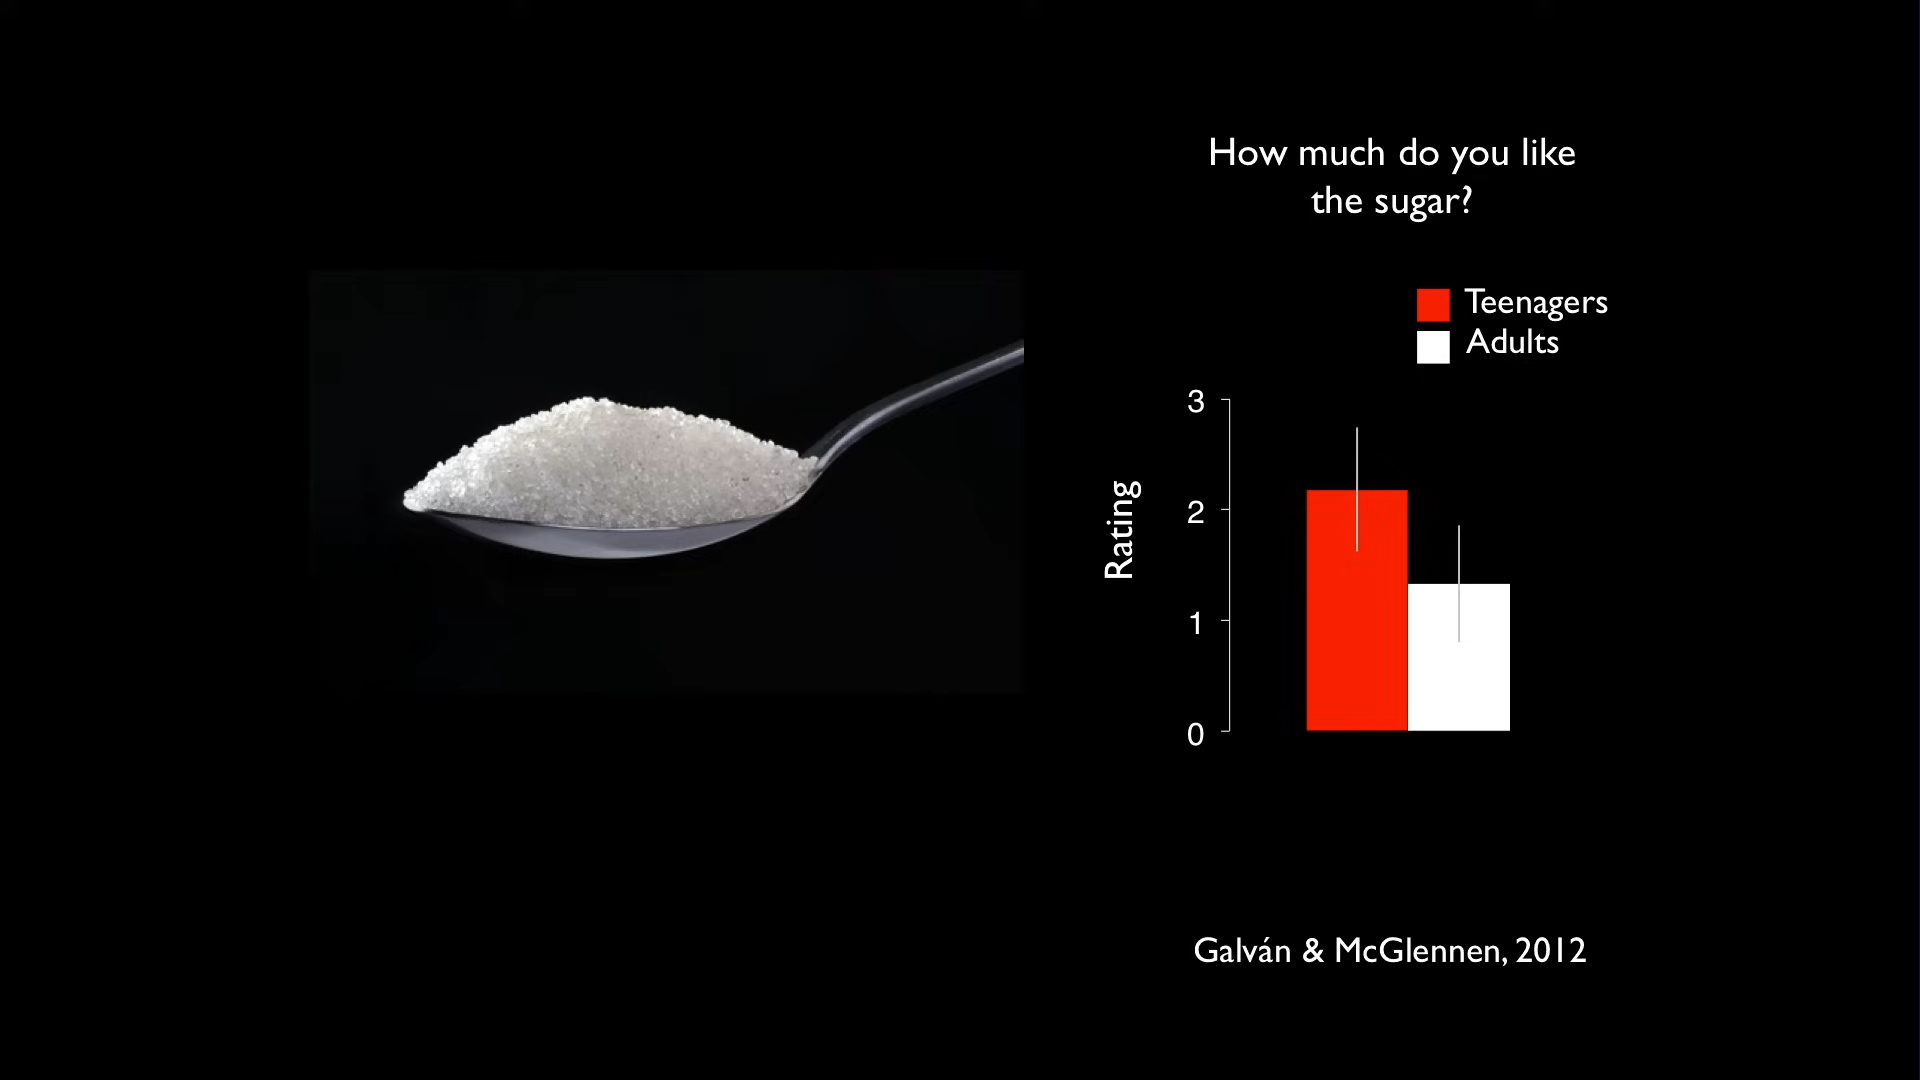 How much do you like
the sugar?
Teenagers
Adults
3
2
1
0
Rating
Galván & McGlennen, 2012